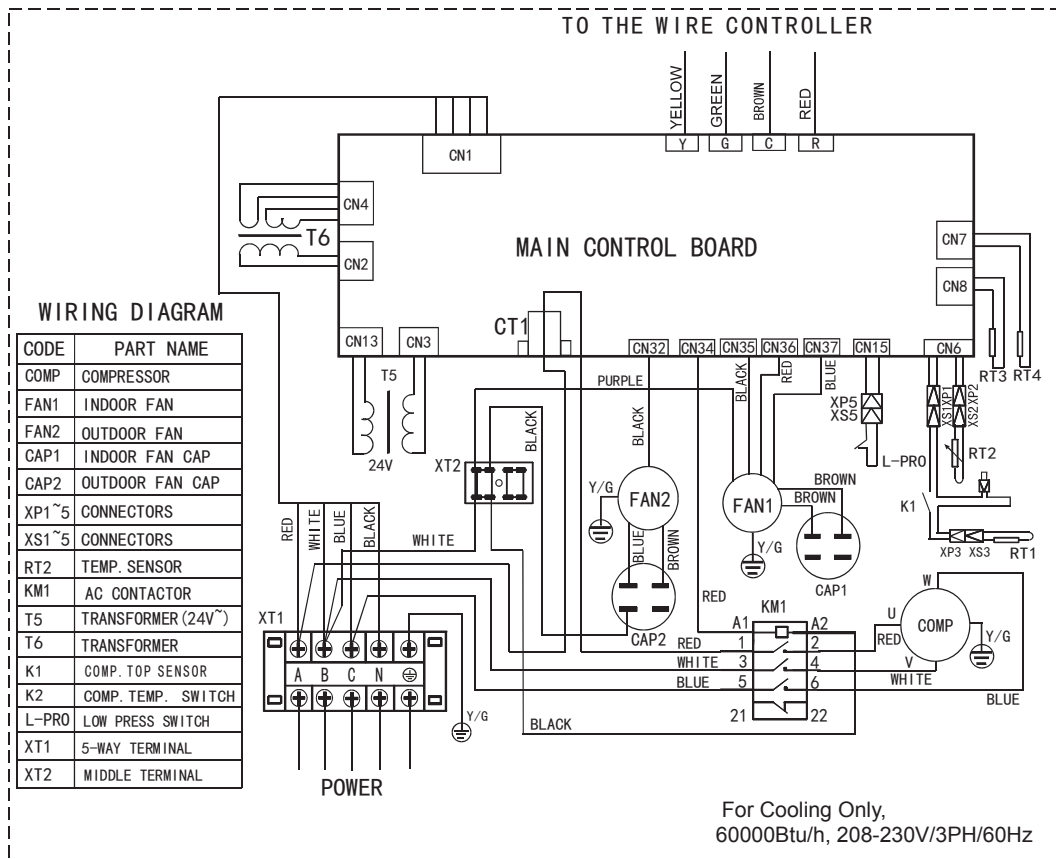 TO THE WIRE CONTROLLER
YELLOW
GREEN
BROWN
RED
CN1
Y
G
C
R
CN4
T6
CN2
MAIN CONTROL BOARD
CN7
CN8
WIRING DIAGRAM
CODE PART NAME
COMP COMPRESSOR
FAN1 INDOOR FAN
FAN2 OUTDOOR FAN
CAP1 INDOOR FAN CAP
CAP2 OUTDOOR FAN CAP
XP1~5 CONNECTORS
XS1~5 CONNECTORS
RT2 TEMP. SENSOR
KM1 AC CONTACTOR
T5 TRANSFORMER(24V~)
T6 TRANSFORMER
K1 COMP. TOP SENSOR
K2 COMP. TEMP. SWITCH
L-PRO LOW PRESS SWITCH
XT1 5-WAY TERMINAL
XT2 MIDDLE TERMINAL
CN13
CN3
CT1
CN32
CN34
CN35
CN36
CN37
CN15
CN6
T5
24V
PURPLE
BLACK
RED
BLUE
BLACK
BLACK
XP5
XS5
L-PRO
XS1XP1
XS2XP2
RT3
RT4
RT2
XT2
Y/G
FAN2
FAN1
BROWN
BROWN
K1
RED
WHITE
BLUE
BLACK
WHITE
BLUE
BROWN
Y/G
CAP1
XP3
XS3
RT1
XT1
CAP2
RED
KM1
A1
A2
RED 1
2
WHITE 3
4
BLUE 5
6
21
22
U
RED
W
COMP
V
WHITE
Y/G
BLUE
A
B
C
N
Y/G
BLACK
POWER
For Cooling Only,
60000Btu/h, 208-230V/3PH/60Hz